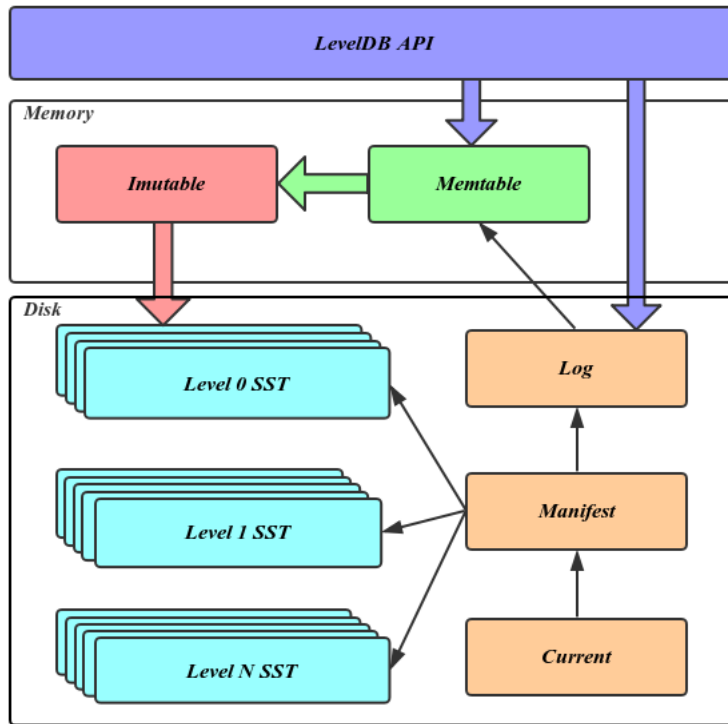 LevelDB API
Memory
Imutable
Memtable
Disk
Level 0 SST
Log
Level 1 SST
Manifest
Level N SST
Current